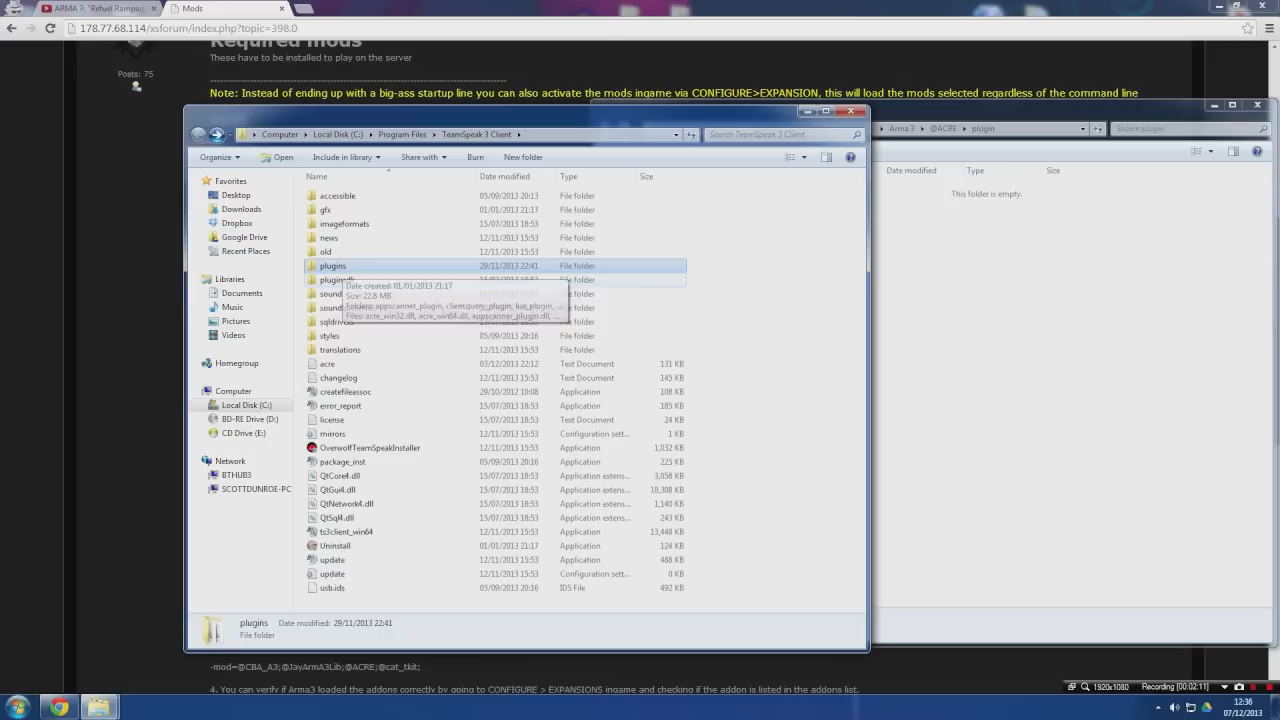 ARMA 3: "Refuel Rampag
Mods
178.77.68.114/xsforum/index.php?topic=398.0
Required mods
These have to be installed to play on the server
Posts: 75
Note: Instead of ending up with a big-ass startup line you can also activate the mods ingame via CONFIGURE>EXPANSION, this will load the mods selected regardless of the command line
Computer Local Disk (C:) Program Files TeamSpeak 3 Client
Search TeamSpeak 3 Client
Arma 3 @ACRE plugin
Search plugin
Organize Open Include in library Share with Burn New folder
Name Date modified Type Size
Date modified Type Size
This folder is empty.
Favorites
Desktop
Downloads
Dropbox
Google Drive
Recent Places
Libraries
Documents
Music
Pictures
Videos
Homegroup
Computer
Local Disk (C:)
BD-RE Drive (D:)
CD Drive (E:)
Network
BTHUB3
SCOTTDUNROE-PC
accessible 05/09/2013 20:13 File folder
gfx 01/01/2013 21:17 File folder
imageformats 15/07/2013 18:53 File folder
news 12/11/2013 15:53 File folder
old 12/11/2013 15:53 File folder
plugins 29/11/2013 22:41 File folder
File folder
Date created: 01/01/2013 21:17
Size: 22.8 MB
Folders: appscanner_plugin, clientquery_plugin, lua_plugin, ...
Files: acre_win32.dll, acre_win64.dll, appscanner_plugin.dll, ...
sound
sound
sqldrivers File folder
styles 05/09/2013 20:16 File folder
translations 12/11/2013 15:53 File folder
acre 03/12/2013 22:12 Text Document 131 KB
changelog 12/11/2013 15:53 Text Document 145 KB
createfileassoc 29/10/2012 10:08 Application 108 KB
error_report 15/07/2013 18:53 Application 185 KB
license 15/07/2013 18:53 Text Document 24 KB
mirrors 12/11/2013 15:53 Configuration sett... 1 KB
OverwolfTeamSpeakInstaller 12/11/2013 15:53 Application 1,032 KB
package_inst 05/09/2013 20:16 Application 225 KB
QtCore4.dll 15/07/2013 18:53 Application extens... 3,058 KB
QtGui4.dll 15/07/2013 18:53 Application extens... 10,308 KB
QtNetwork4.dll 15/07/2013 18:53 Application extens... 1,140 KB
QtSql4.dll 15/07/2013 18:53 Application extens... 243 KB
ts3client_win64 12/11/2013 15:53 Application 13,448 KB
Uninstall 01/01/2013 21:17 Application 124 KB
update 12/11/2013 15:53 Application 488 KB
update 12/11/2013 15:53 Configuration sett... 0 KB
usb.ids 05/09/2013 20:16 IDS File 492 KB
plugins Date modified: 29/11/2013 22:41
File folder
-mod=@CBA_A3;@JayArmA3Lib;@ACRE;@cat_tkit;
4. You can verify if Arma3 loaded the addons correctly by going to CONFIGURE > EXPANSIONS ingame and checking if the addon is listed in the addons list.
1920x1080 Recording [00:02:11]
12:36
07/12/2013